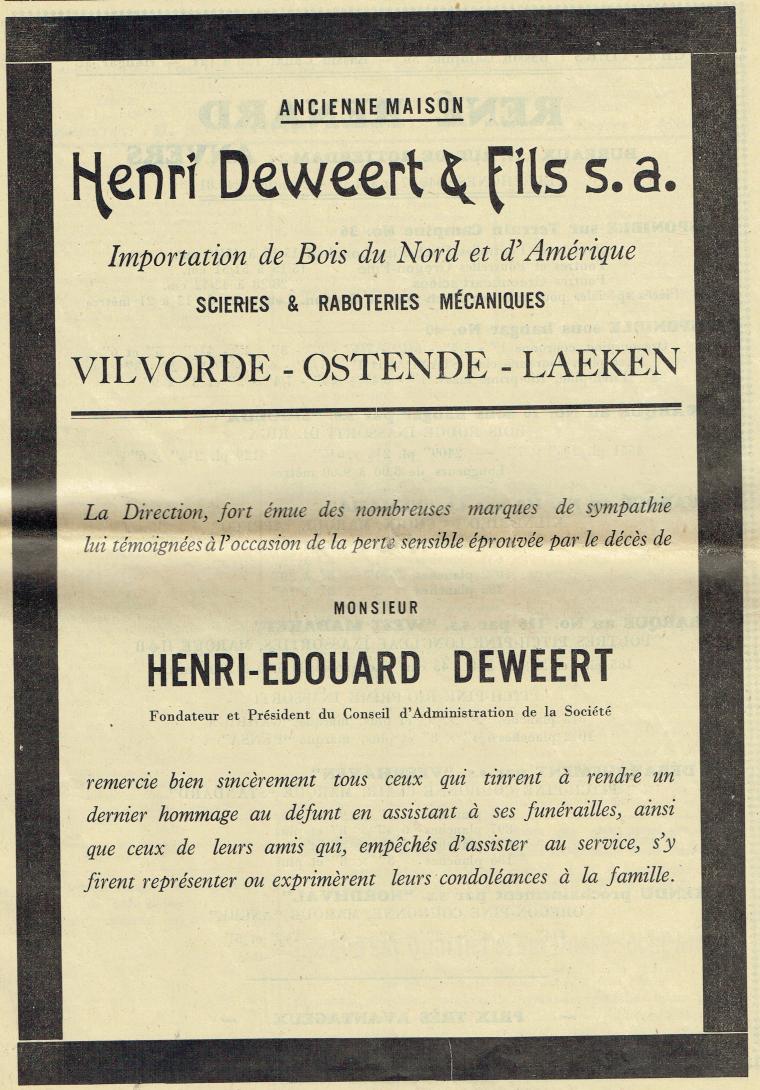 ANCIENNE MAISON
Henri Deweert & Fils s.a.
Importation de Bois du Nord et d'Amérique
SCIERIES & RABOTERIES MÉCANIQUES
VILVORDE - OSTENDE - LAEKEN
La Direction, fort émue des nombreuses marques de sympathie
lui témoignées à l'occasion de la perte sensible éprouvée par le décès de
MONSIEUR
HENRI-EDOUARD DEWEERT
Fondateur et Président du Conseil d'Administration de la Société
remercie bien sincèrement tous ceux qui tinrent à rendre un
dernier hommage au défunt en assistant à ses funérailles, ainsi
que ceux de leurs amis qui, empêchés d'assister au service, s'y
firent représenter ou exprimèrent leurs condoléances à la famille.